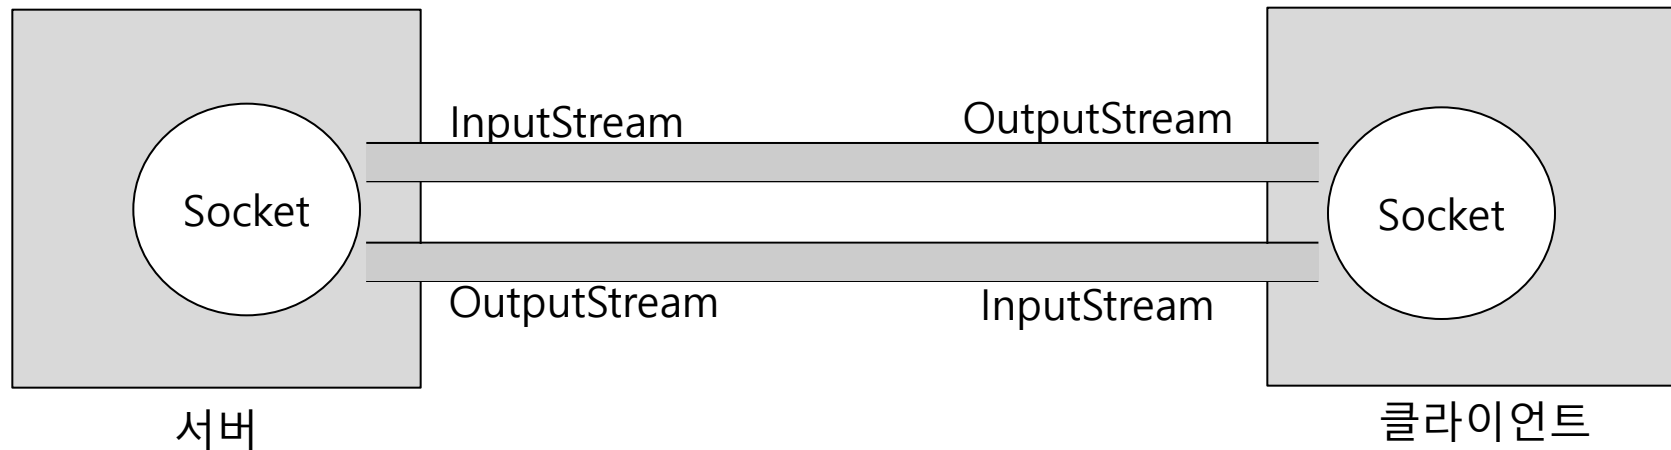 InputStream
OutputStream
Socket
Socket
OutputStream
InputStream
서버
클라이언트